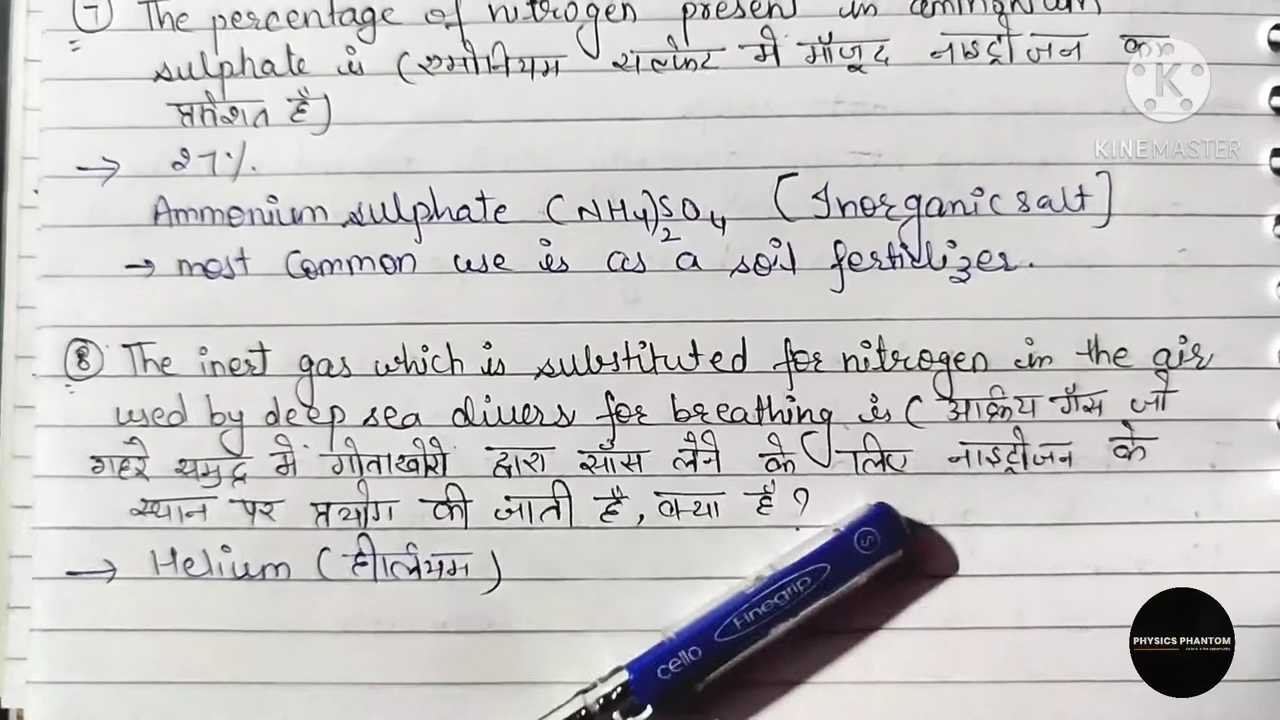 7 The percentage of nitrogen present in ammonium
sulphate is (एमोनियम सल्फेट में मौजूद नाइट्रोजन का
प्रतिशत है)
→ 27%.
Ammonium sulphate (NH4)2SO4 [Inorganic salt]
→ most common use is as a soil fertilizer.
8 The inert gas which is substituted for nitrogen in the air
used by deep sea divers for breathing is (अक्रिय गैस जो
गहरे समुद्र में गोताखोरो द्वारा साँस लेने के लिए नाइट्रोजन के
स्थान पर प्रयोग की जाती है, क्या है ?
→ Helium (हीलियम)
K
KINEMASTER
cello Finegrip
S
PHYSICS PHANTOM